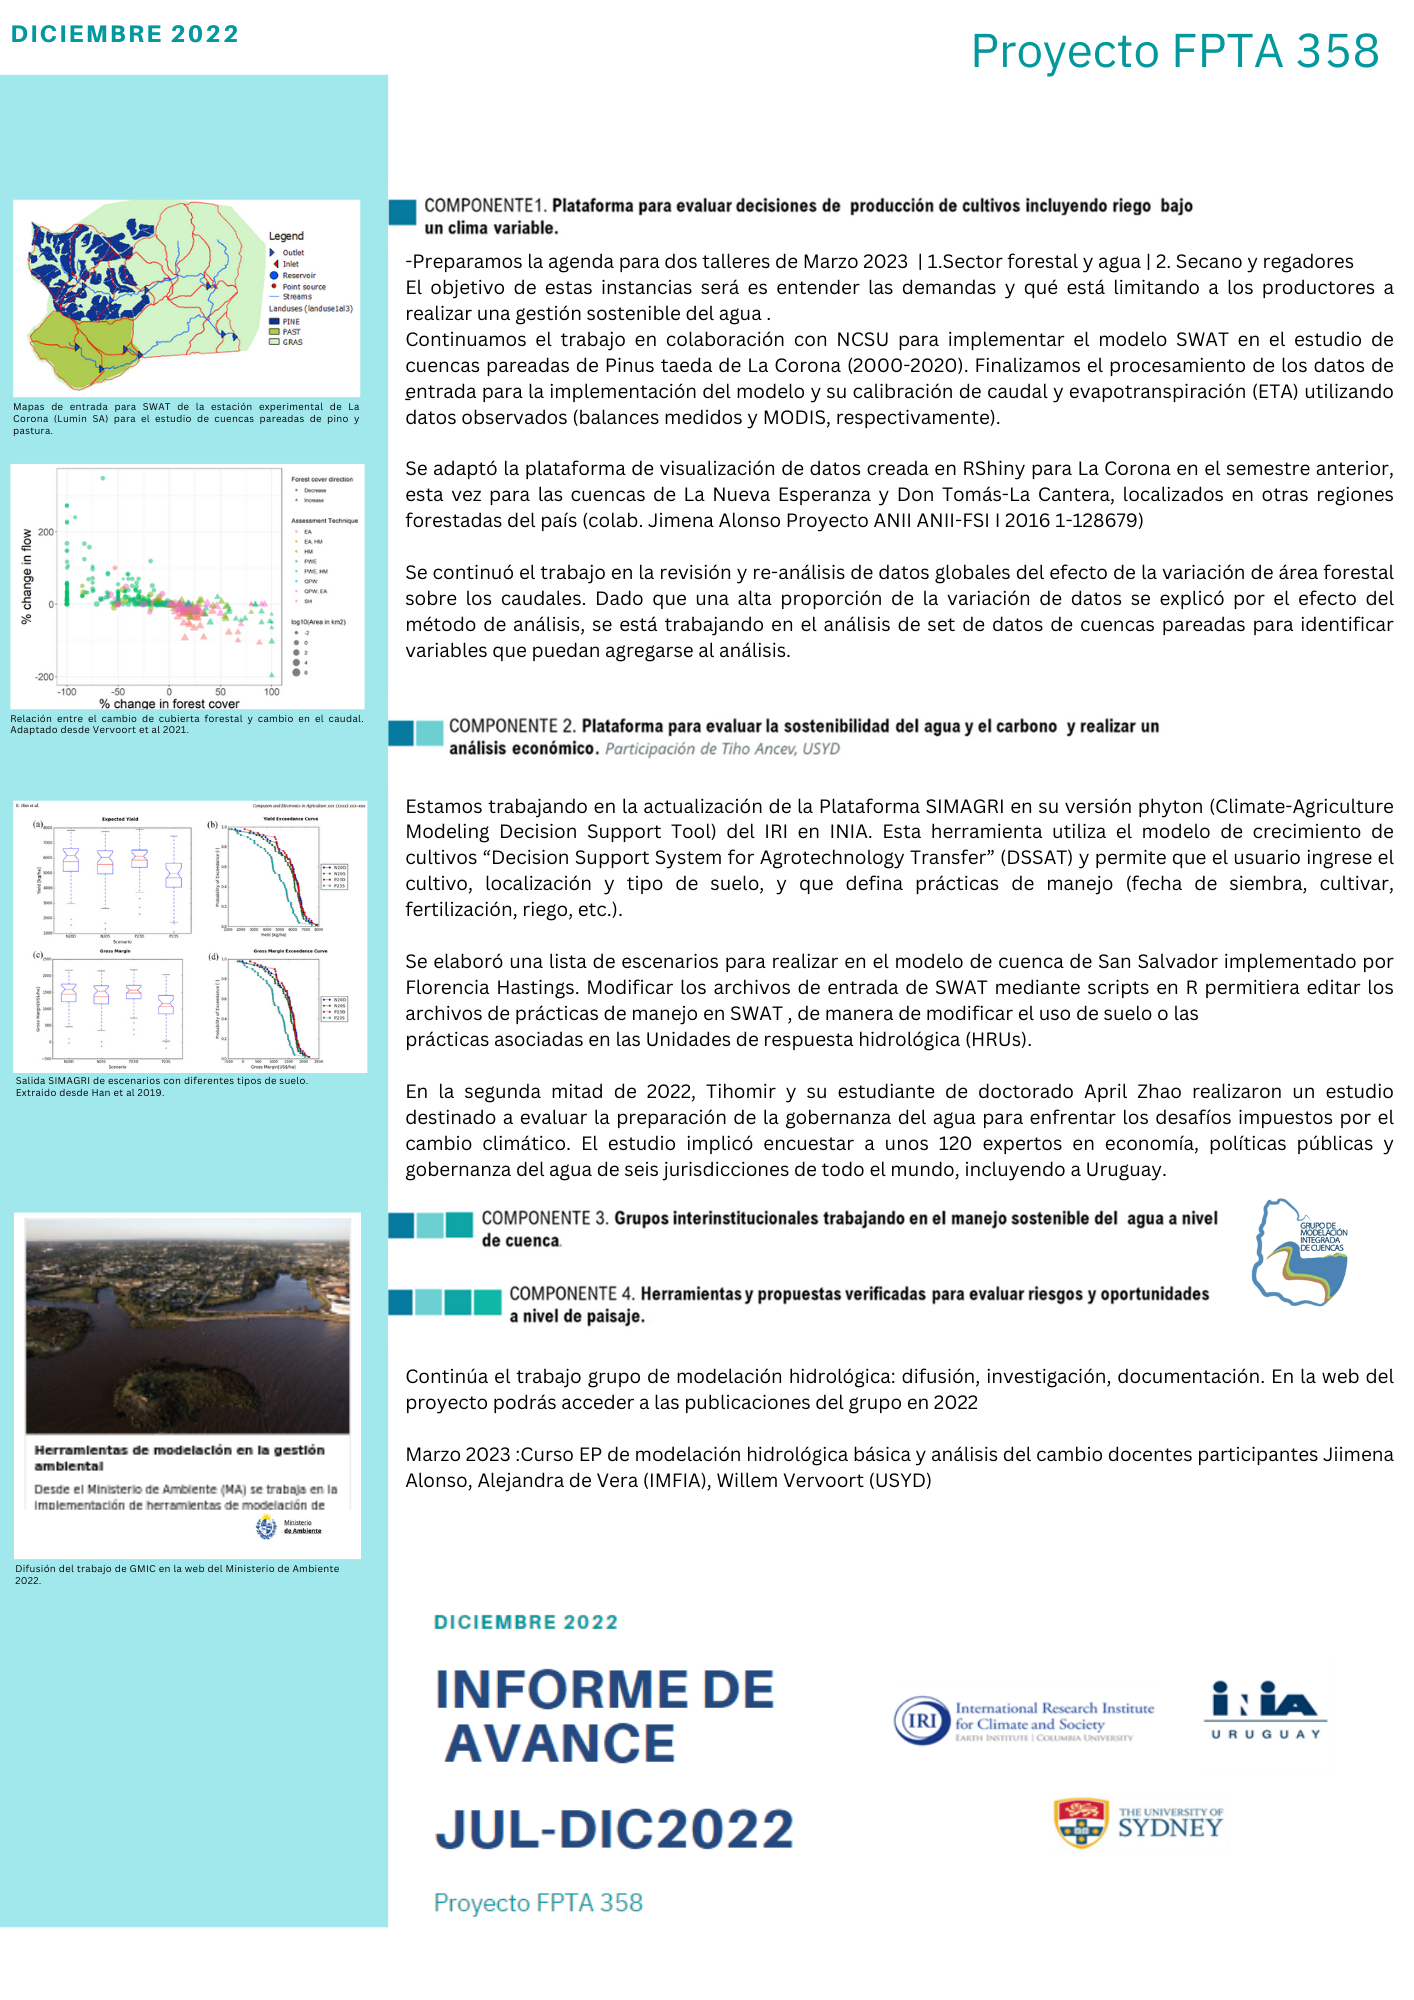 DICIEMBRE 2022
Proyecto FPTA 358
Legend
Outlet
Inlet
Reservoir
Point source
Streams
Landuses (landuse1al3)
PINE
PAST
GRAS
Mapas de entrada para SWAT de la estación experimental de La
Corona (Lumin SA) para el estudio de cuencas pareadas de pino y
pastura.
% change in flow
200
0
-200
-100
-50
0
50
100
% change in forest cover
Forest cover direction
Decrease
Increase
Assessment Technique
EA
EA, HM
HM
PWE
PWE, HM
QPW
QPW, EA
SH
log10(Area in km2)
-2
0
2
4
6
Relación entre el cambio de cubierta forestal y cambio en el caudal.
Adaptado desde Vervoort et al 2021.
E. Han et al.
Computers and Electronics in Agriculture xxx (xxxx) xxx–xxx
(a)
Expected Yield
Yield [kg/ha]
Scenario
(b)
Yield Exceedance Curve
Probability of Exceedance [-]
Yield [kg/ha]
(c)
Gross Margin
Scenario
(d)
Gross Margin Exceedance Curve
Probability of Exceedance [-]
Gross Margin[US$/ha]
Salida SIMAGRI de escenarios con diferentes tipos de suelo.
Extraido desde Han et al 2019.
Herramientas de modelación en la gestión
ambiental
Desde el Ministerio de Ambiente (MA) se trabaja en la
implementación de herramientas de modelación de
Ministerio
de Ambiente
Difusión del trabajo de GMIC en la web del Ministerio de Ambiente
2022.
COMPONENTE1. Plataforma para evaluar decisiones de producción de cultivos incluyendo riego bajo
un clima variable.
-Preparamos la agenda para dos talleres de Marzo 2023 | 1.Sector forestal y agua | 2. Secano y regadores
El objetivo de estas instancias será es entender las demandas y qué está limitando a los productores a
realizar una gestión sostenible del agua .
Continuamos el trabajo en colaboración con NCSU para implementar el modelo SWAT en el estudio de
cuencas pareadas de Pinus taeda de La Corona (2000-2020). Finalizamos el procesamiento de los datos de
entrada para la implementación del modelo y su calibración de caudal y evapotranspiración (ETA) utilizando
datos observados (balances medidos y MODIS, respectivamente).
Se adaptó la plataforma de visualización de datos creada en RShiny para La Corona en el semestre anterior,
esta vez para las cuencas de La Nueva Esperanza y Don Tomás-La Cantera, localizados en otras regiones
forestadas del país (colab. Jimena Alonso Proyecto ANII ANII-FSI I 2016 1-128679)
Se continuó el trabajo en la revisión y re-análisis de datos globales del efecto de la variación de área forestal
sobre los caudales. Dado que una alta proporción de la variación de datos se explicó por el efecto del
método de análisis, se está trabajando en el análisis de set de datos de cuencas pareadas para identificar
variables que puedan agregarse al análisis.
COMPONENTE 2. Plataforma para evaluar la sostenibilidad del agua y el carbono y realizar un
análisis económico. Participación de Tiho Ancev, USYD
Estamos trabajando en la actualización de la Plataforma SIMAGRI en su versión phyton (Climate-Agriculture
Modeling Decision Support Tool) del IRI en INIA. Esta herramienta utiliza el modelo de crecimiento de
cultivos “Decision Support System for Agrotechnology Transfer” (DSSAT) y permite que el usuario ingrese el
cultivo, localización y tipo de suelo, y que defina prácticas de manejo (fecha de siembra, cultivar,
fertilización, riego, etc.).
Se elaboró una lista de escenarios para realizar en el modelo de cuenca de San Salvador implementado por
Florencia Hastings. Modificar los archivos de entrada de SWAT mediante scripts en R permitiera editar los
archivos de prácticas de manejo en SWAT , de manera de modificar el uso de suelo o las
prácticas asociadas en las Unidades de respuesta hidrológica (HRUs).
En la segunda mitad de 2022, Tihomir y su estudiante de doctorado April Zhao realizaron un estudio
destinado a evaluar la preparación de la gobernanza del agua para enfrentar los desafíos impuestos por el
cambio climático. El estudio implicó encuestar a unos 120 expertos en economía, políticas públicas y
gobernanza del agua de seis jurisdicciones de todo el mundo, incluyendo a Uruguay.
COMPONENTE 3. Grupos interinstitucionales trabajando en el manejo sostenible del agua a nivel
de cuenca.
GRUPO DE
MODELACIÓN
INTEGRADA
DE CUENCAS
COMPONENTE 4. Herramientas y propuestas verificadas para evaluar riesgos y oportunidades
a nivel de paisaje.
Continúa el trabajo grupo de modelación hidrológica: difusión, investigación, documentación. En la web del
proyecto podrás acceder a las publicaciones del grupo en 2022
Marzo 2023 :Curso EP de modelación hidrológica básica y análisis del cambio docentes participantes Jiimena
Alonso, Alejandra de Vera (IMFIA), Willem Vervoort (USYD)
DICIEMBRE 2022
INFORME DE
AVANCE
JUL-DIC2022
Proyecto FPTA 358
IRI
International Research Institute
for Climate and Society
EARTH INSTITUTE | COLUMBIA UNIVERSITY
INIA
URUGUAY
THE UNIVERSITY OF
SYDNEY